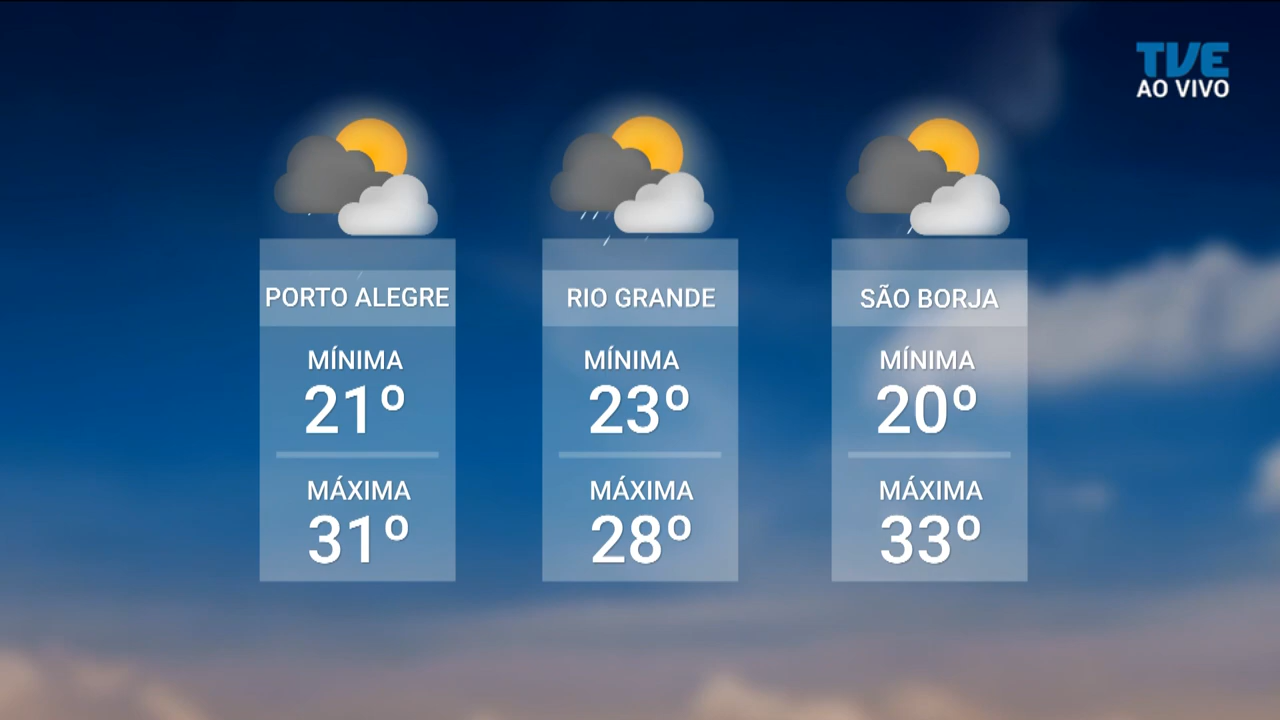 TVE
AO VIVO
PORTO ALEGRE
MÍNIMA
21º
MÁXIMA
31º
RIO GRANDE
MÍNIMA
23º
MÁXIMA
28º
SÃO BORJA
MÍNIMA
20º
MÁXIMA
33º